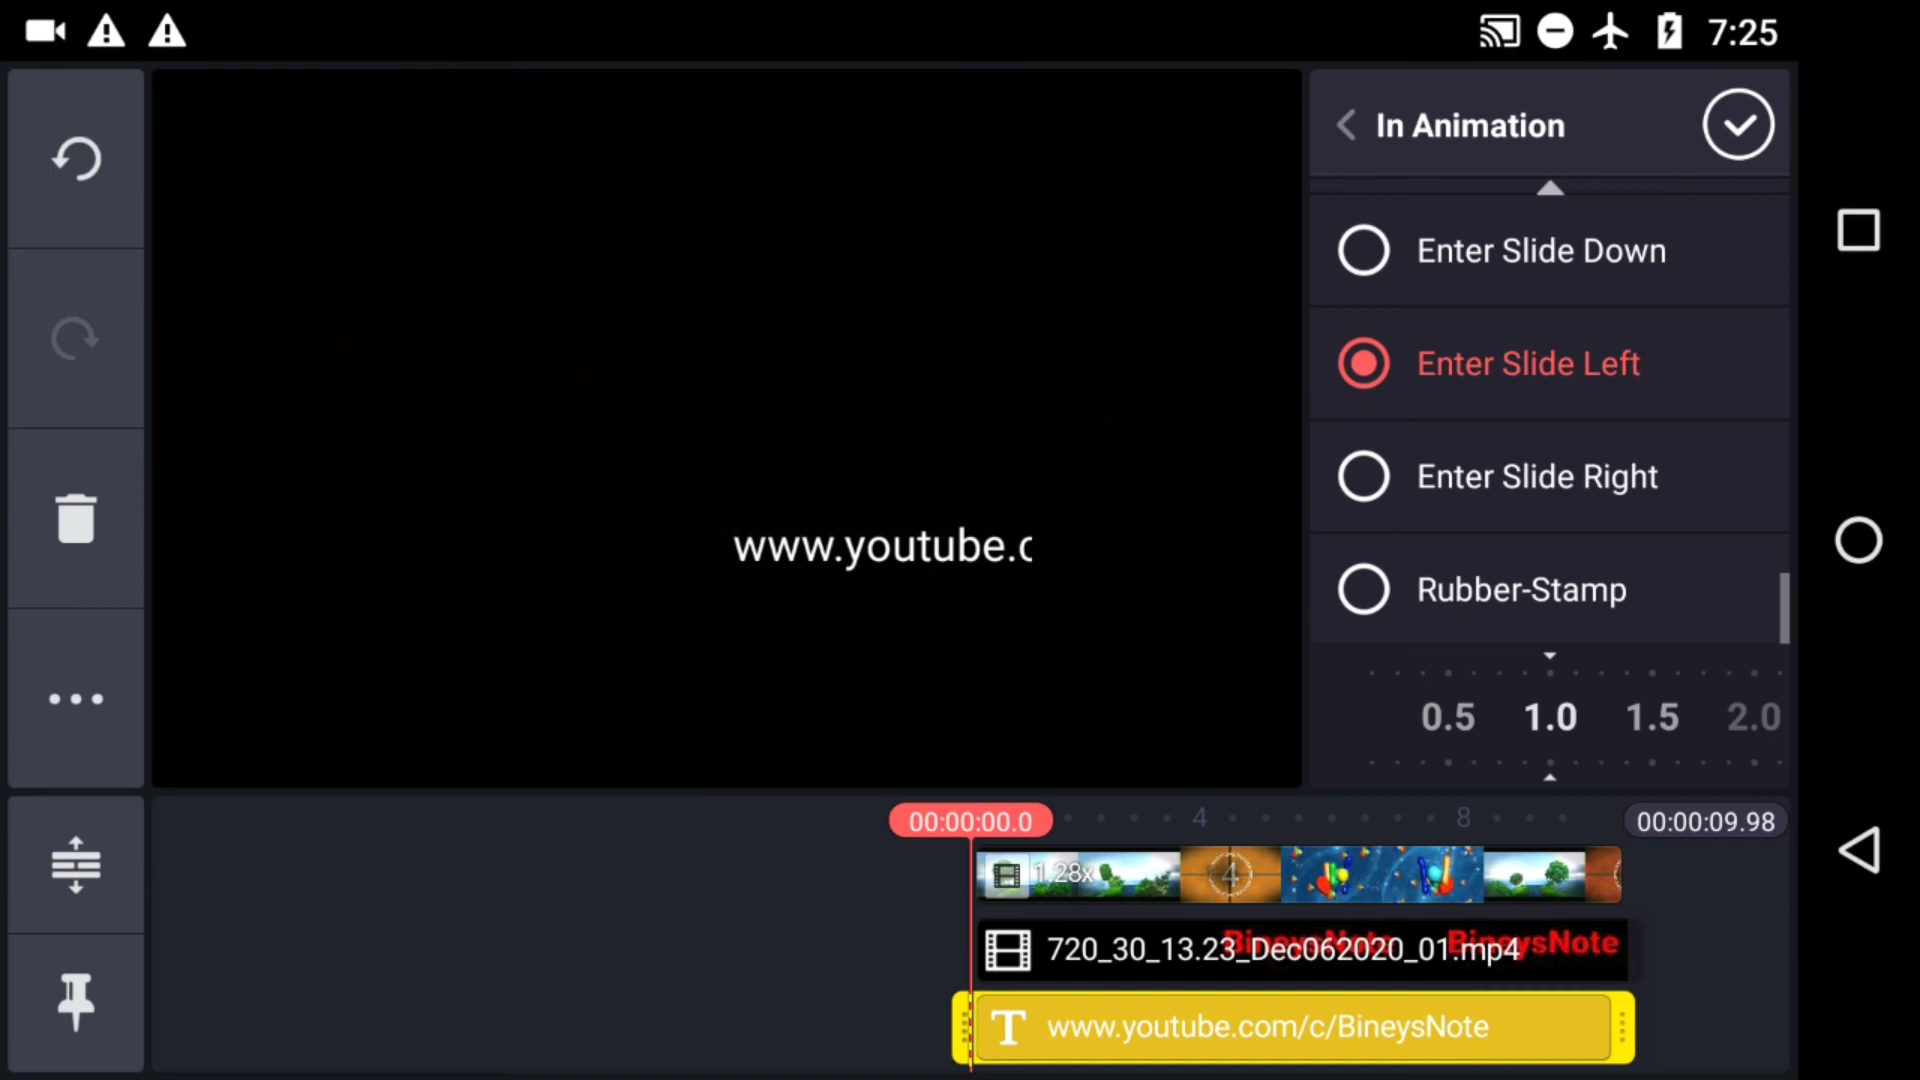 7:25
In Animation
Enter Slide Down
Enter Slide Left
Enter Slide Right
Rubber-Stamp
0.5 1.0 1.5 2.0
www.youtube.c
00:00:00.0 4 8 00:00:09.98
1.28x 4
720_30_13.23_Dec062020_01.mp4
BineysNote BineysNote
T www.youtube.com/c/BineysNote